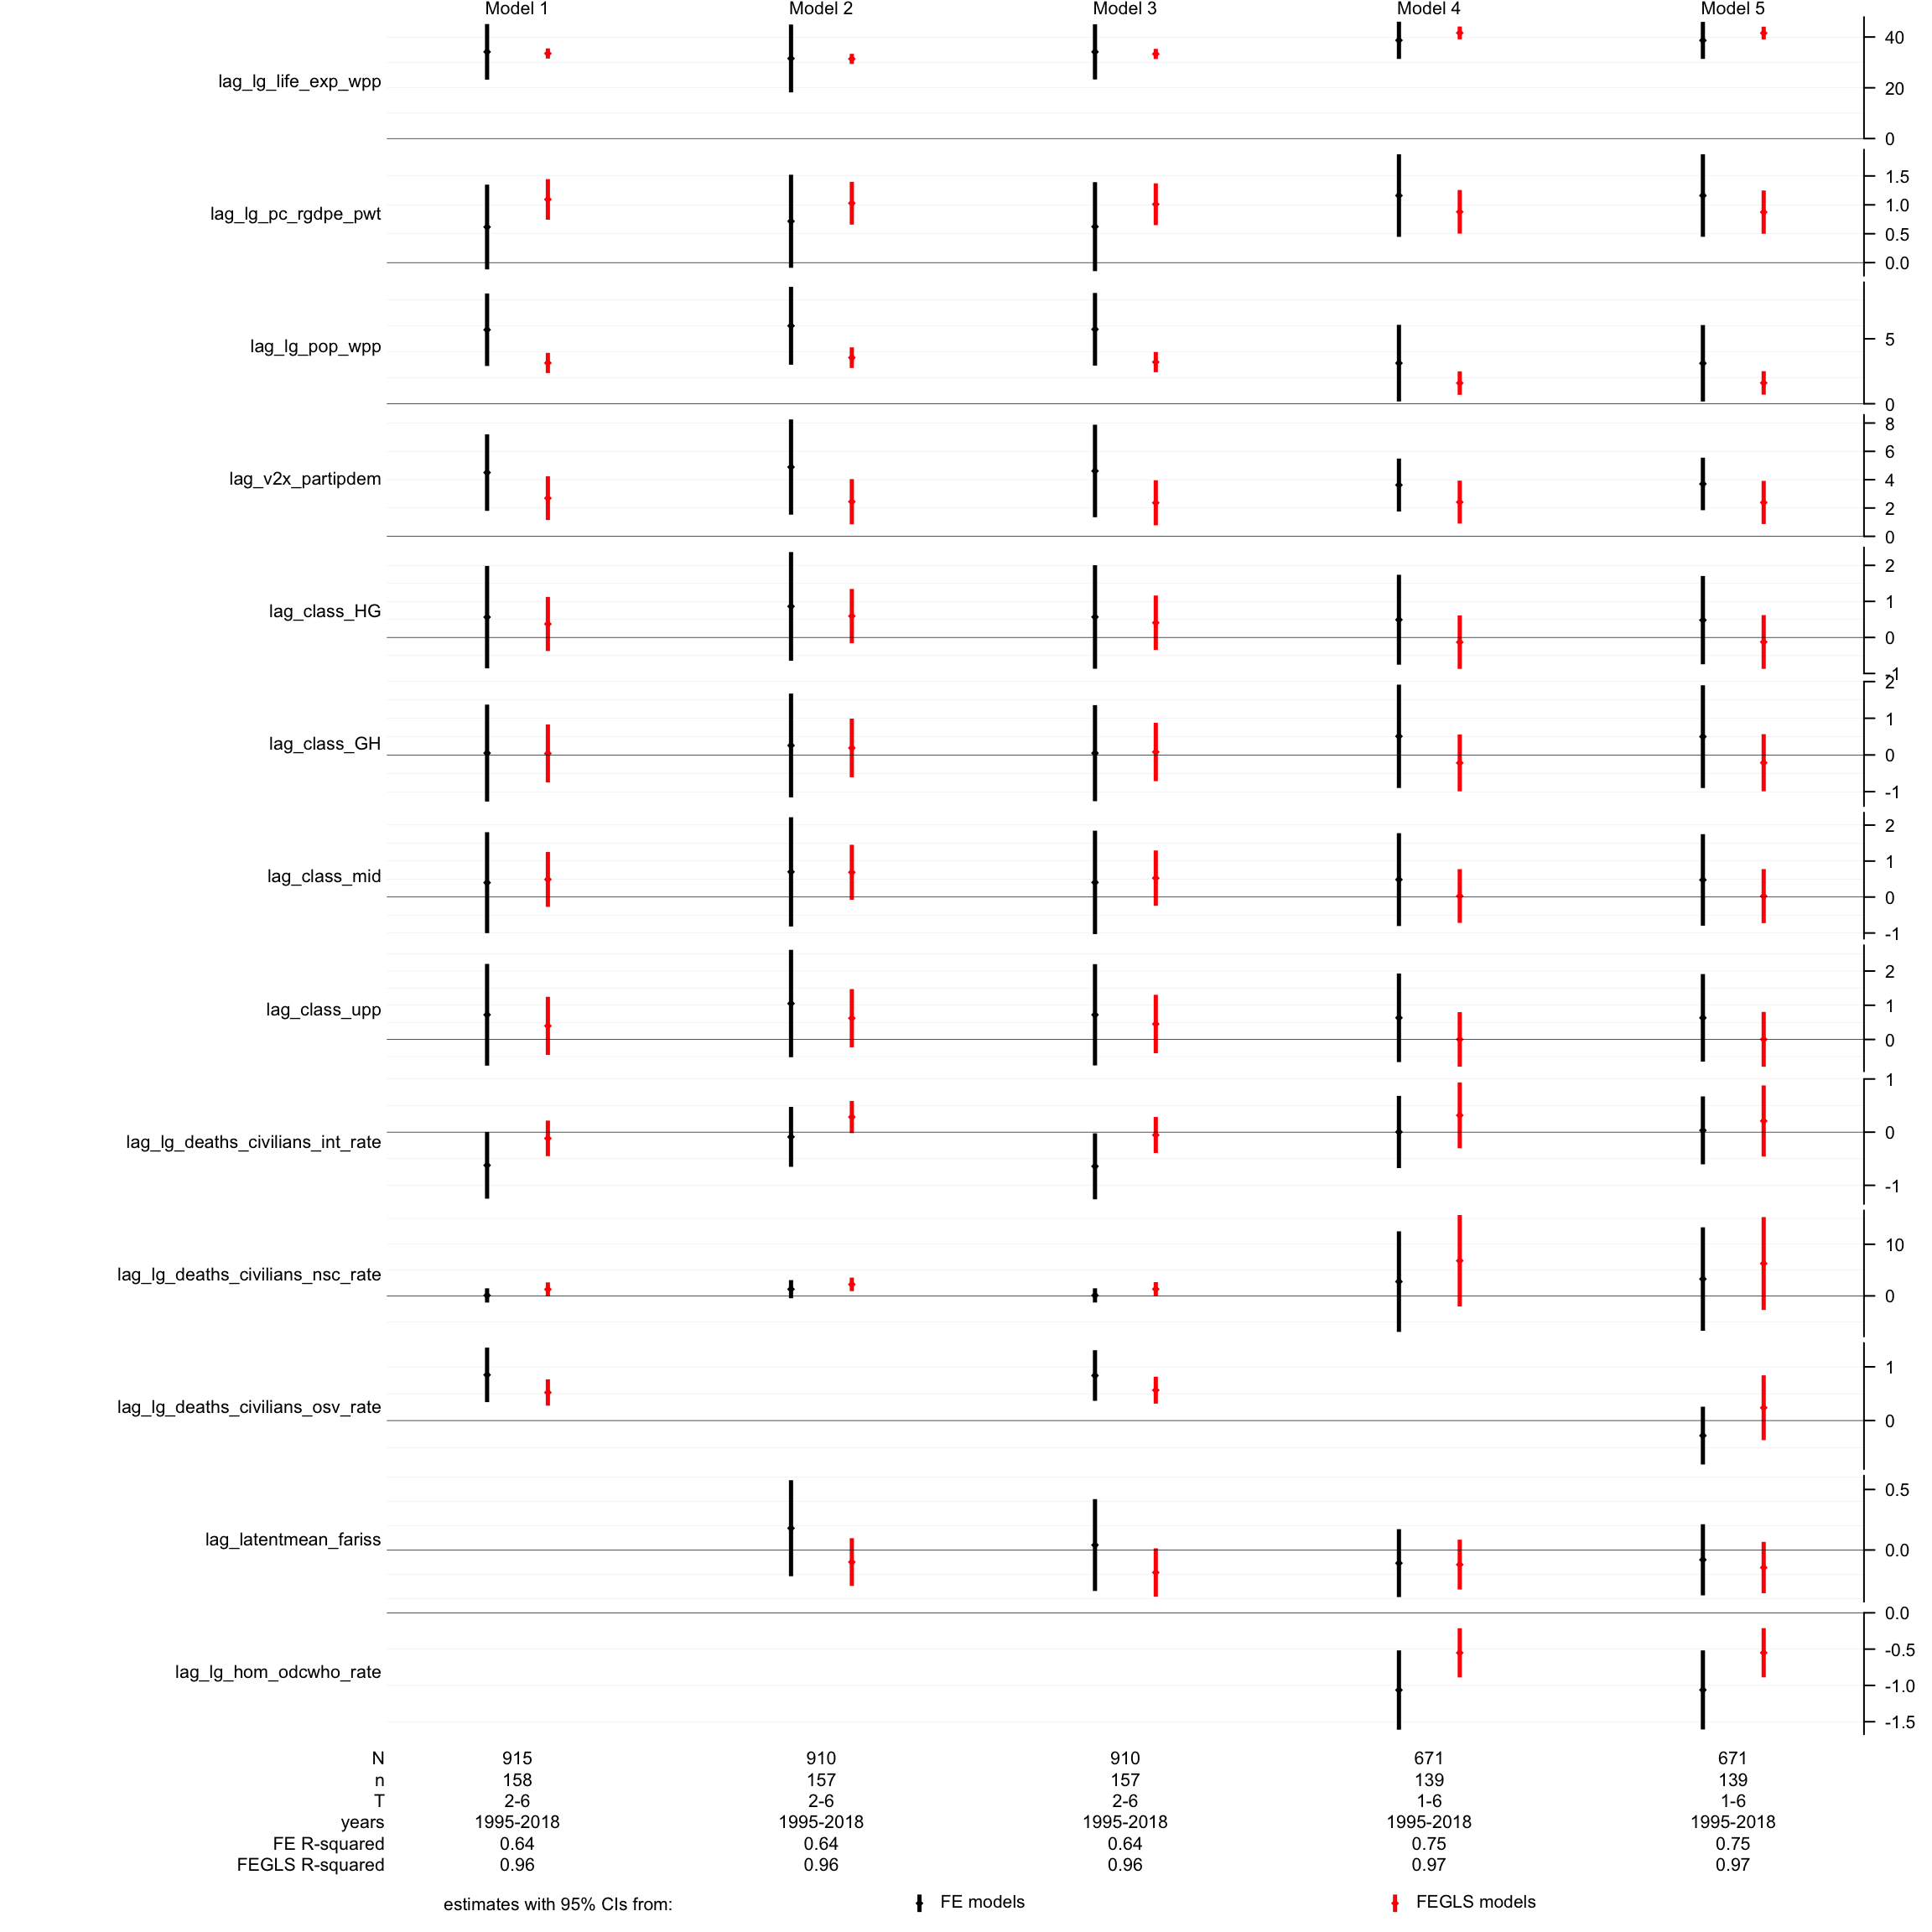 Model 1 Model 2 Model 3 Model 4 Model 5
lag_lg_life_exp_wpp
40
20
0
lag_lg_pc_rgdpe_pwt
1.5
1.0
0.5
0.0
lag_lg_pop_wpp
5
0
lag_v2x_partipdem
8
6
4
2
0
lag_class_HG
2
1
0
-1
lag_class_GH
2
1
0
-1
lag_class_mid
2
1
0
-1
lag_class_upp
2
1
0
lag_lg_deaths_civilians_int_rate
1
0
-1
lag_lg_deaths_civilians_nsc_rate
10
0
lag_lg_deaths_civilians_osv_rate
1
0
lag_latentmean_fariss
0.5
0.0
lag_lg_hom_odcwho_rate
0.0
-0.5
-1.0
-1.5
N 915 910 910 671 671
n 158 157 157 139 139
T 2-6 2-6 2-6 1-6 1-6
years 1995-2018 1995-2018 1995-2018 1995-2018 1995-2018
FE R-squared 0.64 0.64 0.64 0.75 0.75
FEGLS R-squared 0.96 0.96 0.96 0.97 0.97
estimates with 95% CIs from: FE models FEGLS models